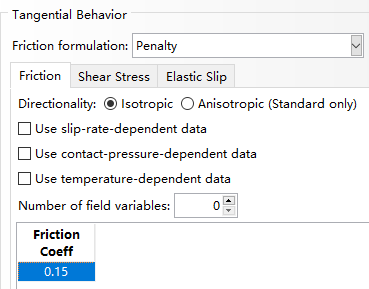 Tangential Behavior
Friction formulation: Penalty
Friction Shear Stress Elastic Slip
Directionality: Isotropic Anisotropic (Standard only)
Use slip-rate-dependent data
Use contact-pressure-dependent data
Use temperature-dependent data
Number of field variables: 0
Friction
Coeff
0.15